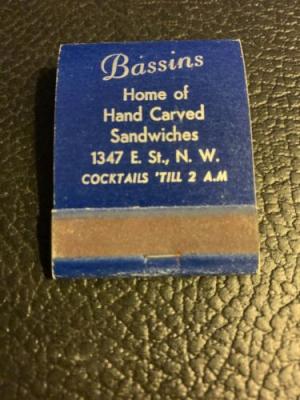 Bassins
Home of
Hand Carved
Sandwiches
1347 E. St., N. W.
COCKTAILS 'TILL 2 A.M